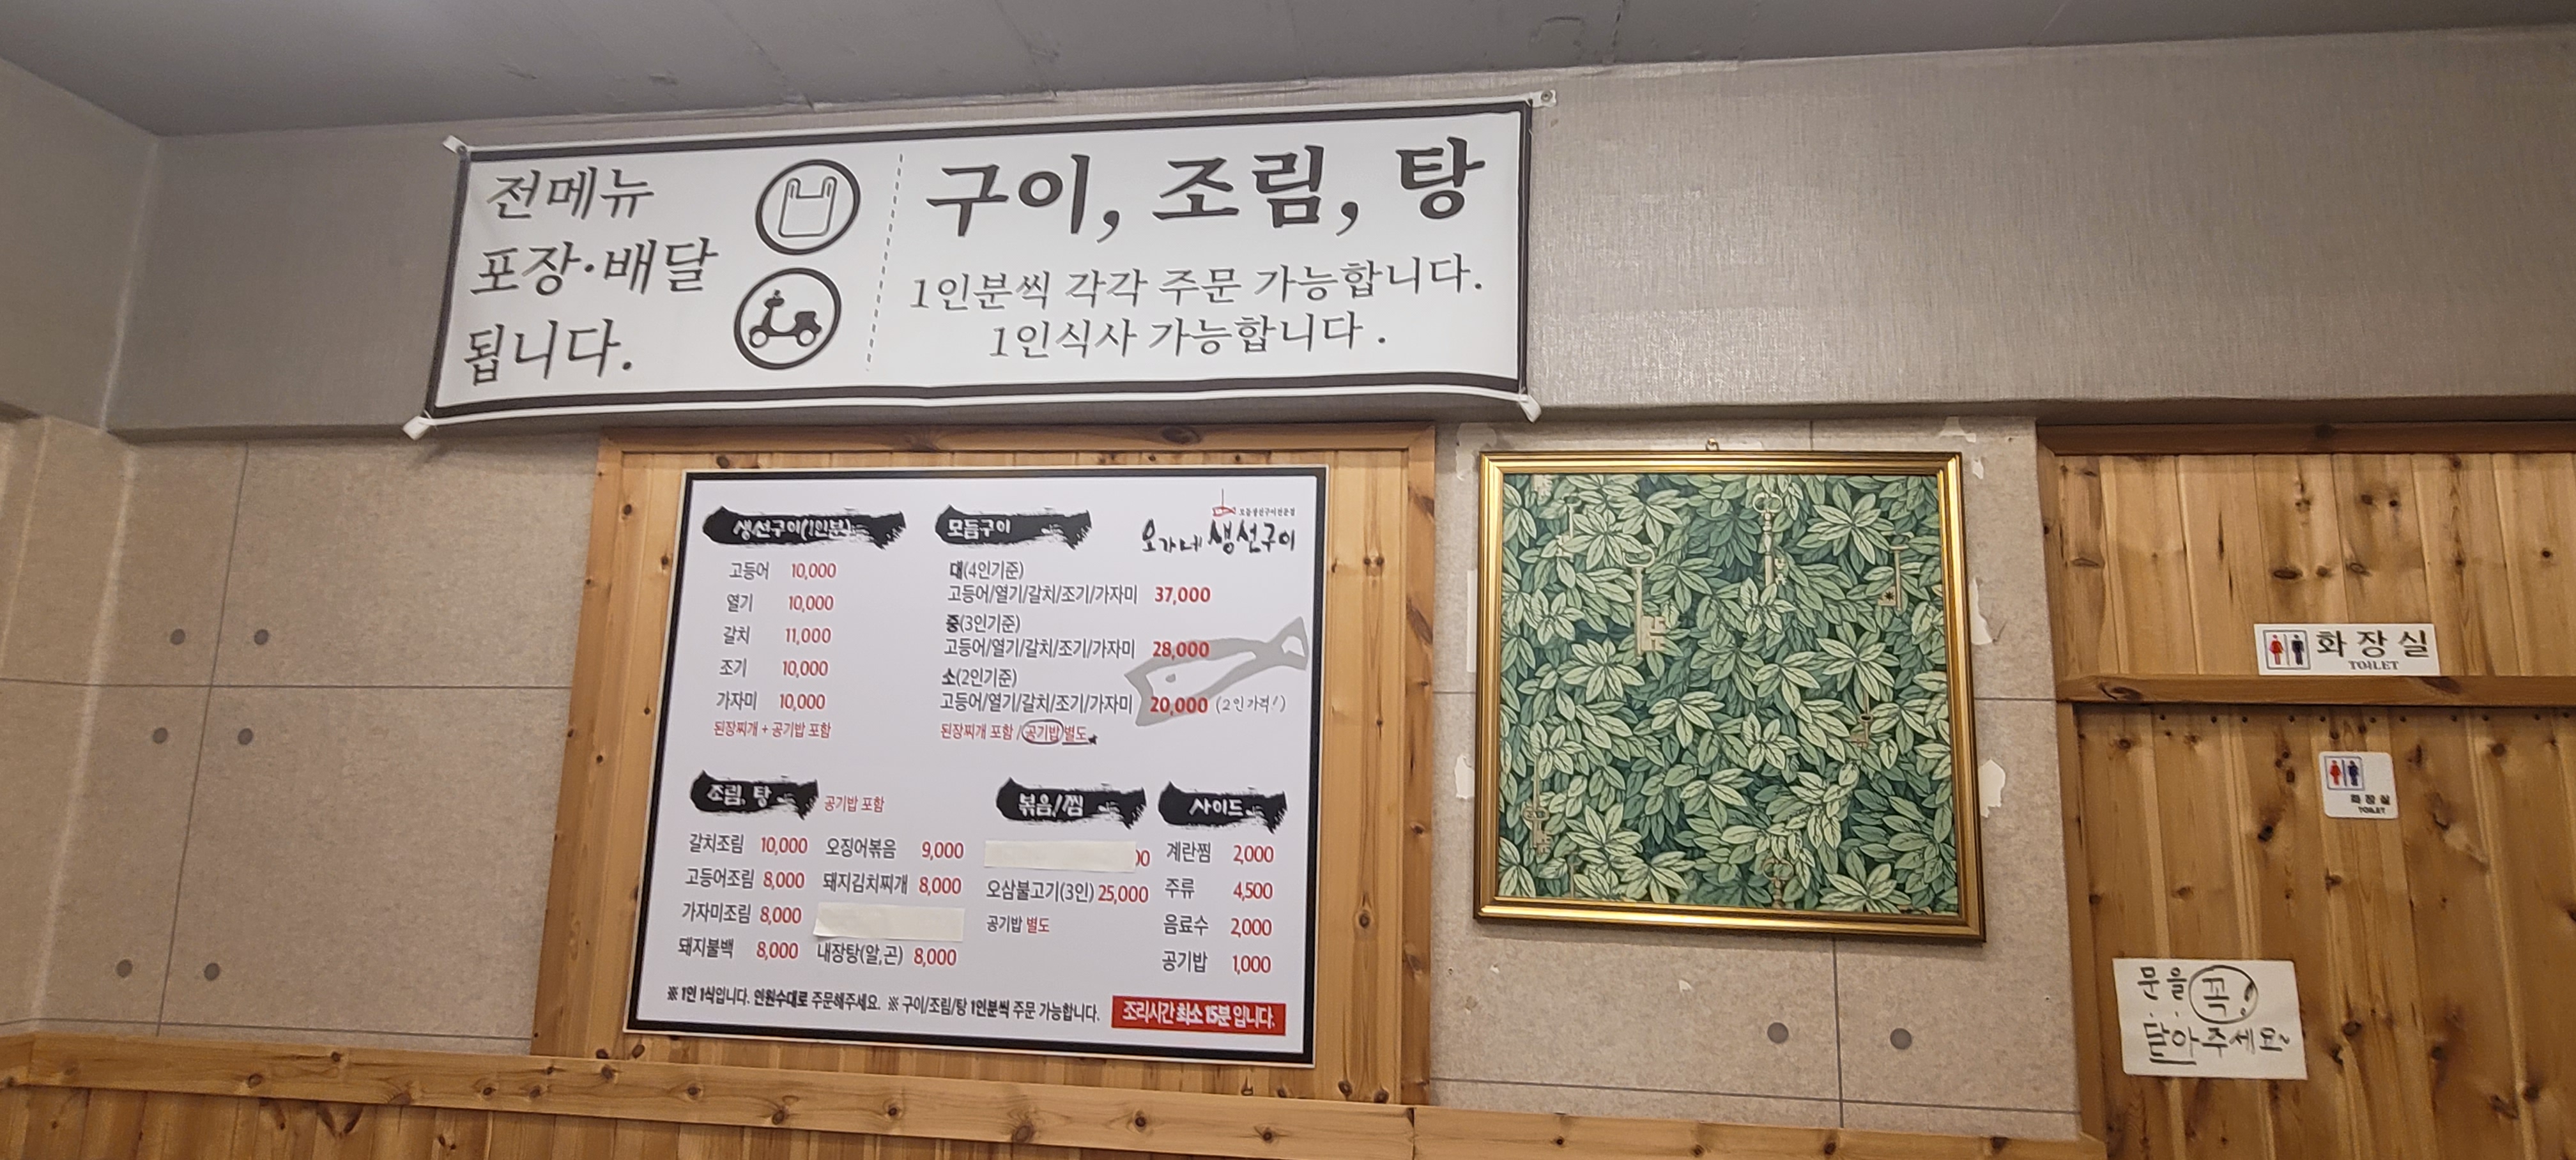 전메뉴
포장·배달
됩니다.
구이, 조림, 탕
1인분씩 각각 주문 가능합니다.
1인식사 가능합니다.
생선구이(1인분)
고등어 10,000
열기 10,000
갈치 11,000
조기 10,000
가자미 10,000
된장찌개 + 공기밥 포함
모듬구이
대(4인기준)
고등어/열기/갈치/조기/가자미 37,000
중(3인기준)
고등어/열기/갈치/조기/가자미 28,000
소(2인기준)
고등어/열기/갈치/조기/가자미 20,000 (2인가격!)
된장찌개 포함 / 공기밥 별도
모듬생선구이전문점
오가네 생선구이
조림, 탕 공기밥 포함
갈치조림 10,000 오징어볶음 9,000
고등어조림 8,000 돼지김치찌개 8,000
가자미조림 8,000
돼지불백 8,000 내장탕(알,곤) 8,000
볶음/찜
00
오삼불고기(3인) 25,000
공기밥 별도
사이드
계란찜 2,000
주류 4,500
음료수 2,000
공기밥 1,000
※ 1인 1식입니다. 인원수대로 주문해주세요. ※ 구이/조림/탕 1인분씩 주문 가능합니다.
조리시간 최소 15분 입니다.
화장실
TOILET
화장실
TOILET
문을 꼭!
닫아주세요~